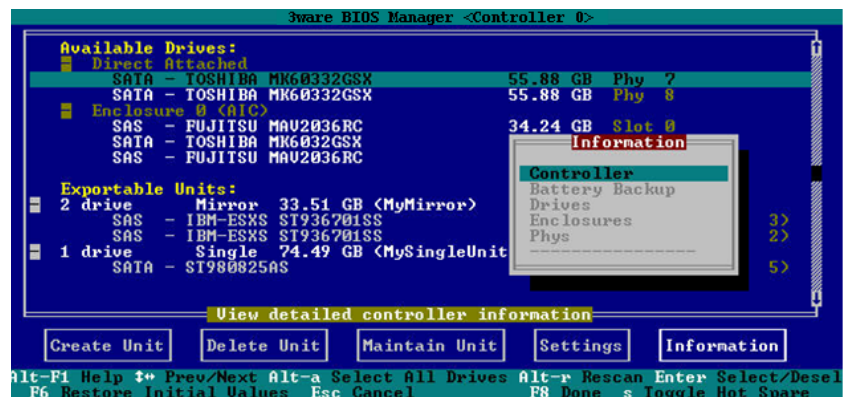 3ware BIOS Manager <Controller 0>
Available Drives:
Direct Attached
SATA - TOSHIBA MK60332GSX 55.88 GB Phy 7
SATA - TOSHIBA MK60332GSX 55.88 GB Phy 8
Enclosure 0 (AIC)
SAS - FUJITSU MAV2036RC 34.24 GB Slot 0
SATA - TOSHIBA MK6032GSX
SAS - FUJITSU MAV2036RC
Information
Controller
Battery Backup
Drives
Enclosures
Phys
----------------
Exportable Units:
2 drive Mirror 33.51 GB (MyMirror)
SAS - IBM-ESXS ST936701SS 3)
SAS - IBM-ESXS ST936701SS 2)
1 drive Single 74.49 GB (MySingleUnit
SATA - ST980825AS 5)
View detailed controller information
Create Unit Delete Unit Maintain Unit Settings Information
Alt-F1 Help ↕↔ Prev/Next Alt-a Select All Drives Alt-r Rescan Enter Select/Desel
F6 Restore Initial Values Esc Cancel F8 Done s Toggle Hot Spare